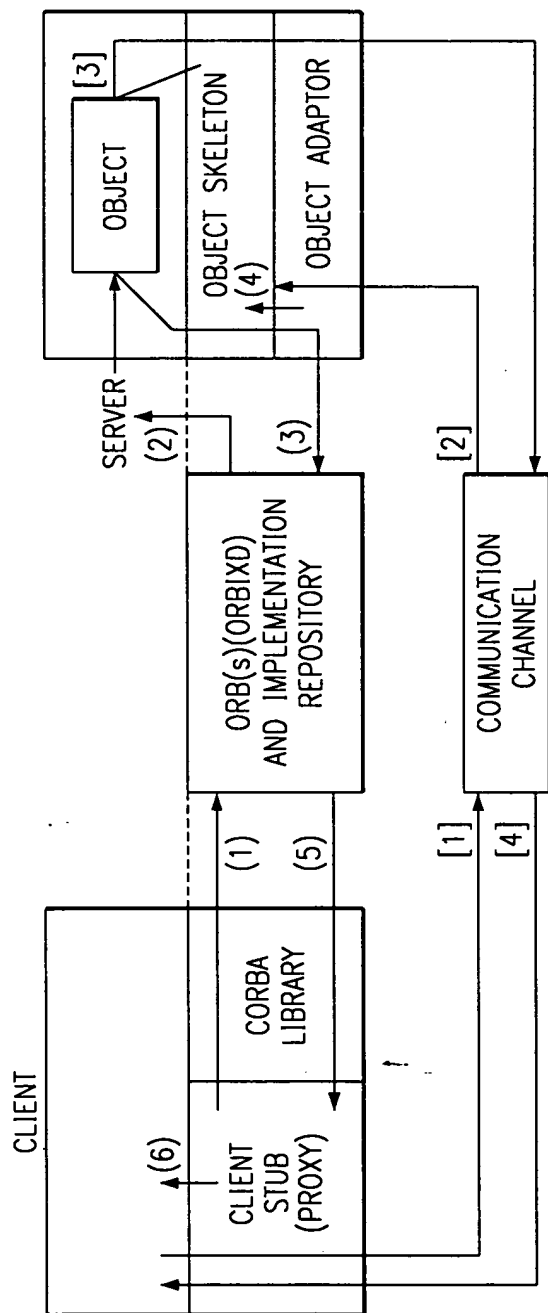 CLIENT
(6)
CLIENT
STUB
(PROXY)
CORBA
LIBRARY
(1)
(5)
[1]
[4]
ORB(s)(ORBIXD)
AND IMPLEMENTATION
REPOSITORY
COMMUNICATION
CHANNEL
SERVER
(2)
(3)
[2]
OBJECT
[3]
OBJECT SKELETON
(4)
OBJECT ADAPTOR